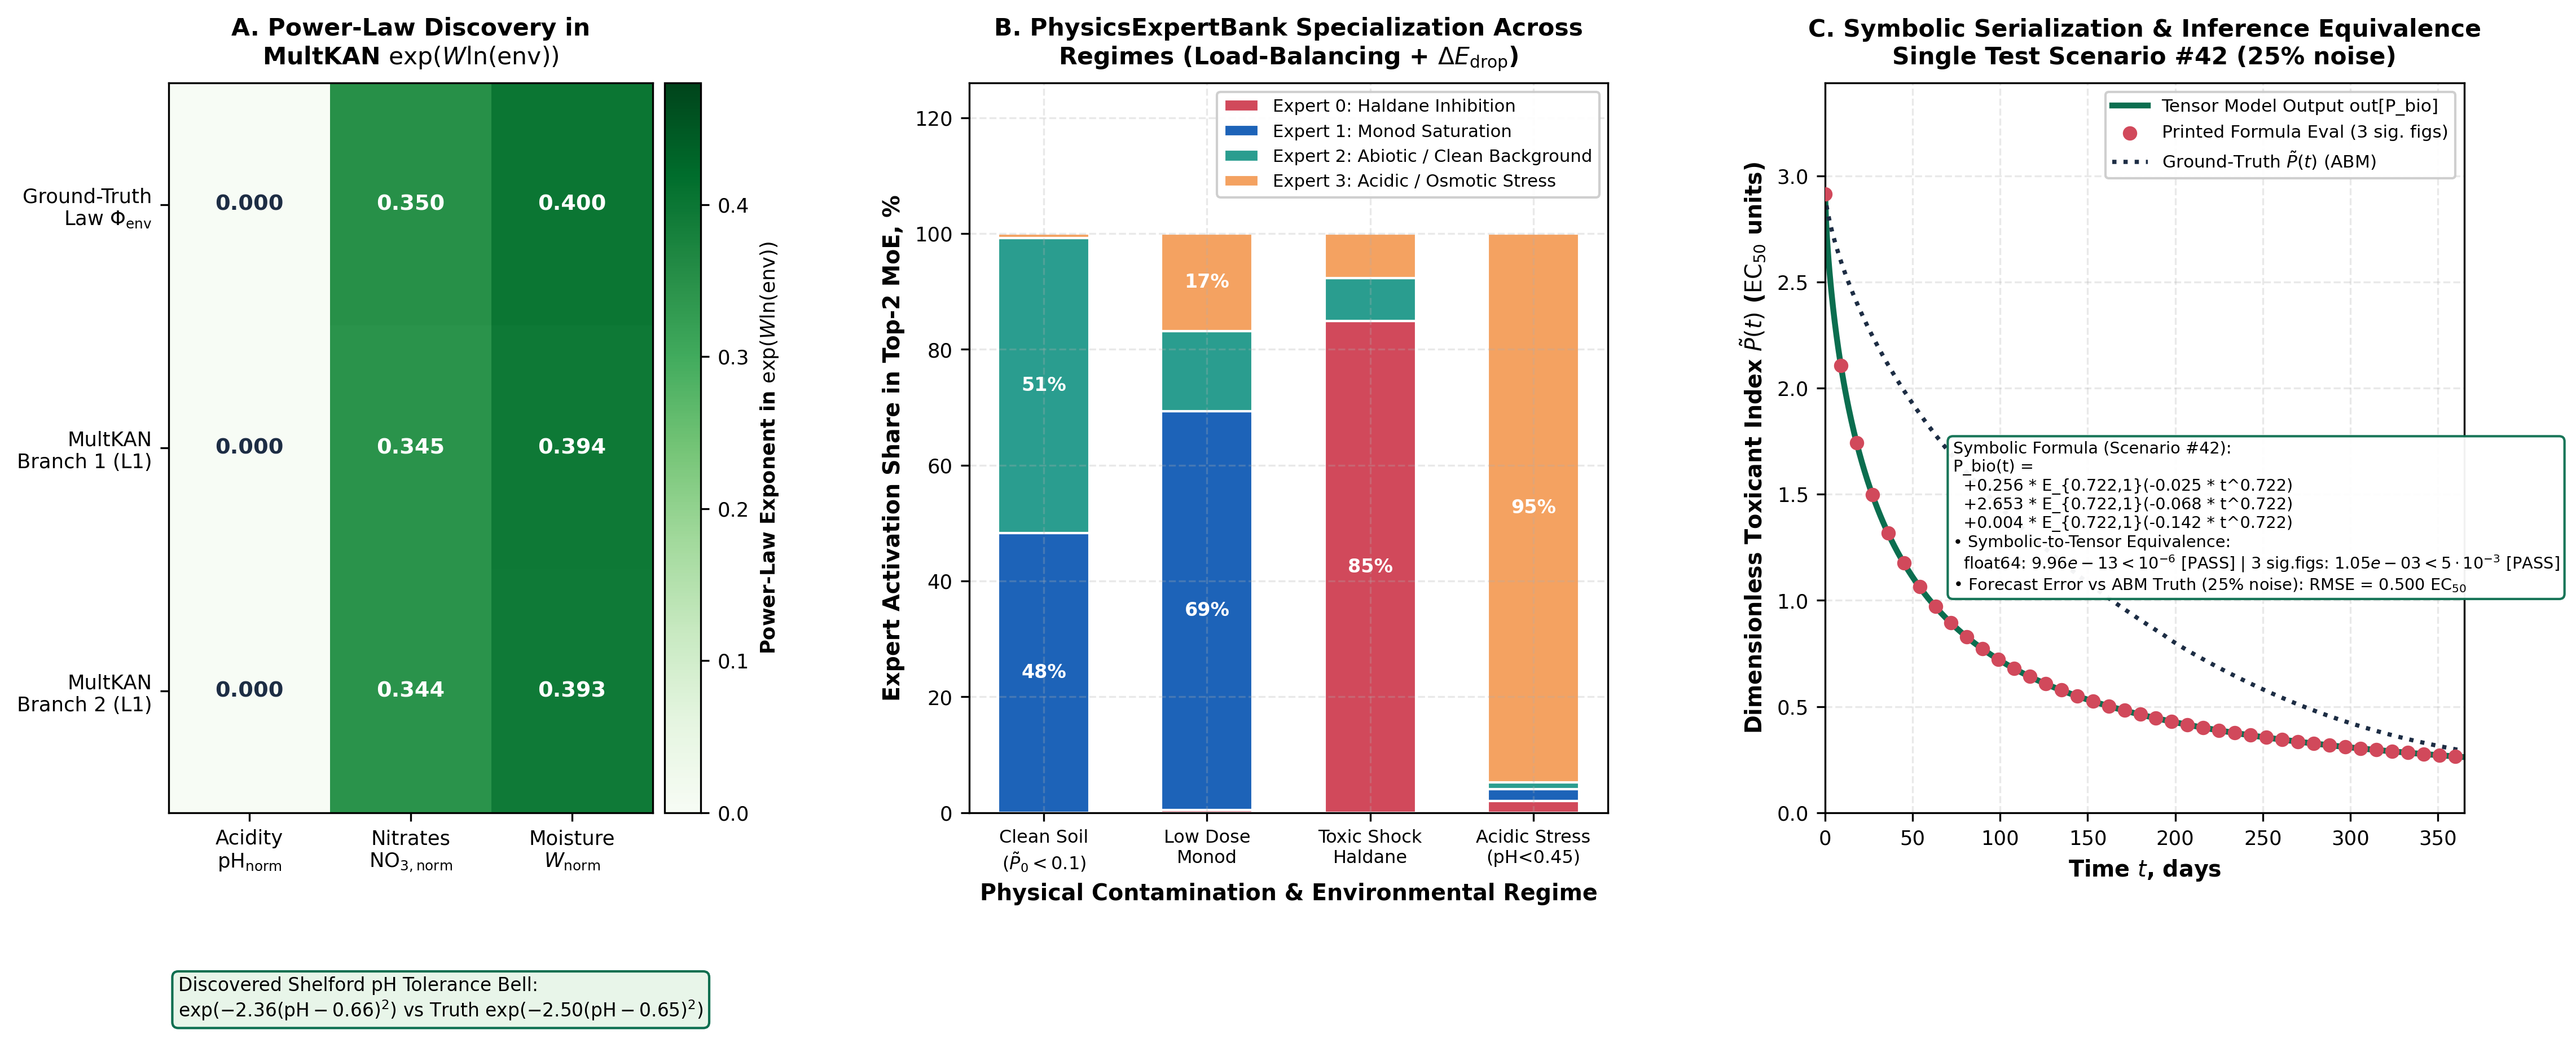 A. Power-Law Discovery in
MultKAN exp(Wln(env))
Ground-Truth
Law Φenv
MultKAN
Branch 1 (L1)
MultKAN
Branch 2 (L1)
0.000 0.350 0.400
0.000 0.345 0.394
0.000 0.344 0.393
Acidity
pHnorm
Nitrates
NO3, norm
Moisture
Wnorm
0.4
0.3
0.2
0.1
0.0
Power-Law Exponent in exp(Wln(env))
Discovered Shelford pH Tolerance Bell:
exp(−2.36(pH − 0.66)²) vs Truth exp(−2.50(pH − 0.65)²)
B. PhysicsExpertBank Specialization Across
Regimes (Load-Balancing + ΔEdrop)
Expert 0: Haldane Inhibition
Expert 1: Monod Saturation
Expert 2: Abiotic / Clean Background
Expert 3: Acidic / Osmotic Stress
Expert Activation Share in Top-2 MoE, %
120
100
80
60
40
20
0
51%
48%
17%
69%
85%
95%
Clean Soil
(P̃0 < 0.1)
Low Dose
Monod
Toxic Shock
Haldane
Acidic Stress
(pH<0.45)
Physical Contamination & Environmental Regime
C. Symbolic Serialization & Inference Equivalence
Single Test Scenario #42 (25% noise)
Tensor Model Output out[P_bio]
Printed Formula Eval (3 sig. figs)
Ground-Truth P̃(t) (ABM)
Dimensionless Toxicant Index P̃(t) (EC50 units)
3.0
2.5
2.0
1.5
1.0
0.5
0.0
Symbolic Formula (Scenario #42):
P_bio(t) =
+0.256 * E_{0.722,1}(-0.025 * t^0.722)
+2.653 * E_{0.722,1}(-0.068 * t^0.722)
+0.004 * E_{0.722,1}(-0.142 * t^0.722)
• Symbolic-to-Tensor Equivalence:
float64: 9.96e − 13 < 10⁻⁶ [PASS] | 3 sig.figs: 1.05e − 03 < 5 · 10⁻³ [PASS]
• Forecast Error vs ABM Truth (25% noise): RMSE = 0.500 EC50
0 50 100 150 200 250 300 350
Time t, days